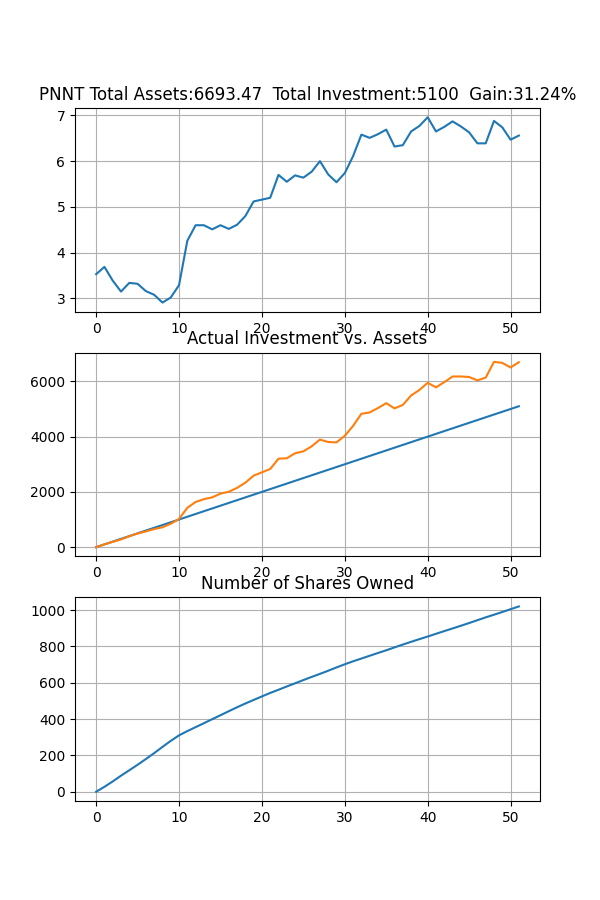 PNNT Total Assets:6693.47  Total Investment:5100  Gain:31.24%
7
6
5
4
3
0 10 20 30 40 50
Actual Investment vs. Assets
6000
4000
2000
0
0 10 20 30 40 50
Number of Shares Owned
1000
800
600
400
200
0
0 10 20 30 40 50